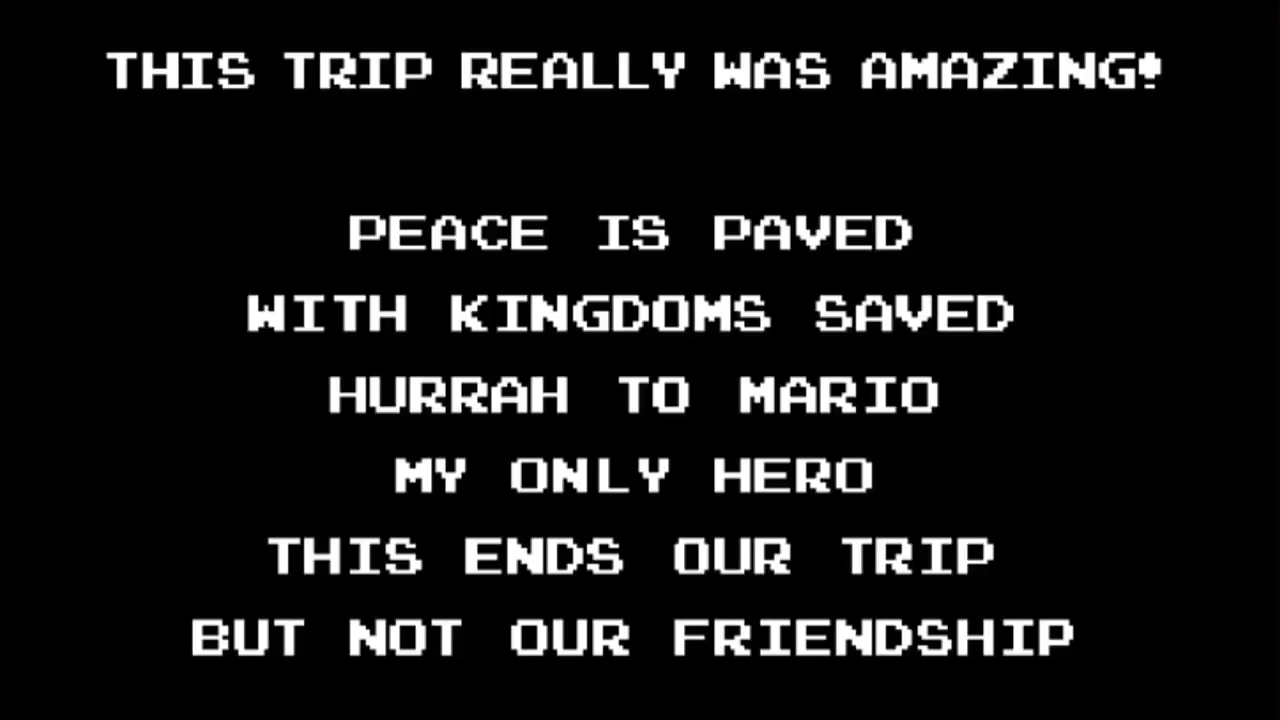 THIS TRIP REALLY WAS AMAZING!
PEACE IS PAVED
WITH KINGDOMS SAVED
HURRAH TO MARIO
MY ONLY HERO
THIS ENDS OUR TRIP
BUT NOT OUR FRIENDSHIP